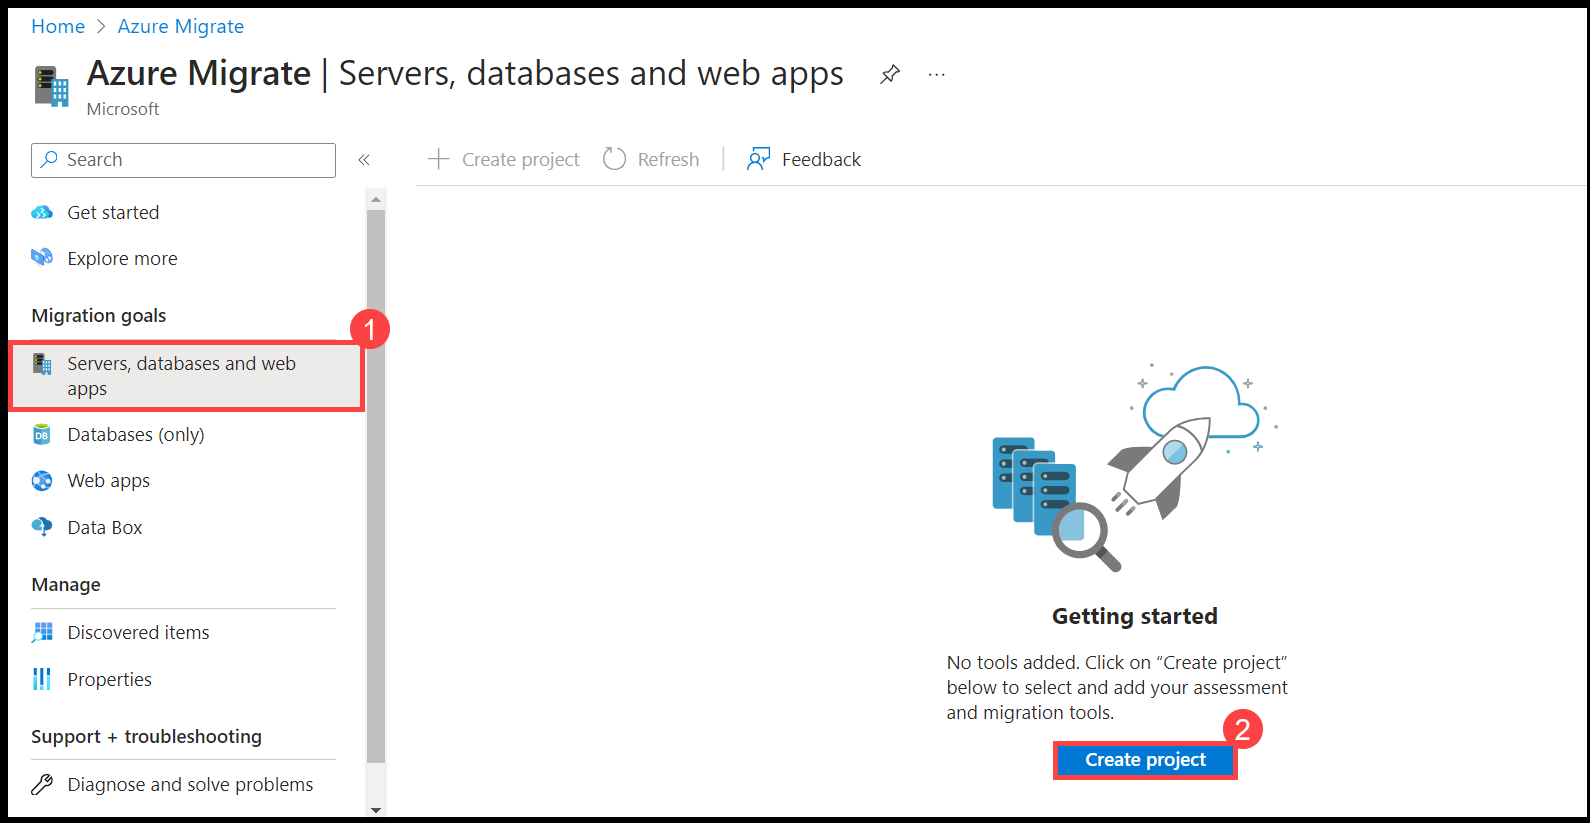 Home > Azure Migrate
Azure Migrate | Servers, databases and web apps ...
Microsoft
Search «
+ Create project Refresh | Feedback
Get started
Explore more
Migration goals
1
Servers, databases and web
apps
DB Databases (only)
Web apps
Data Box
Manage
Discovered items
Properties
Support + troubleshooting
Diagnose and solve problems
Getting started
No tools added. Click on “Create project”
below to select and add your assessment
and migration tools.
2
Create project